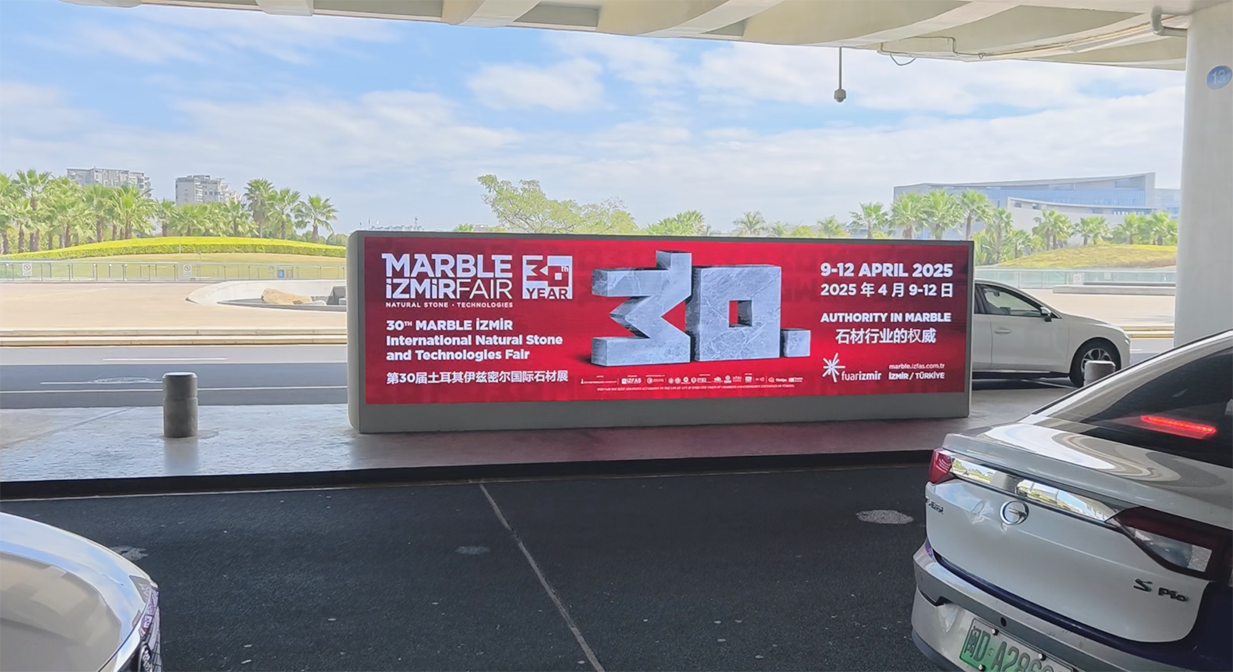 MARBLE
iZMiRFAIR
NATURAL STONE • TECHNOLOGIES
30th
YEAR
30TH MARBLE İZMİR
International Natural Stone
and Technologies Fair
第30届土耳其伊兹密尔国际石材展
30.
9-12 APRIL 2025
2025 年 4 月 9-12 日
AUTHORITY IN MARBLE
石材行业的权威
fuarizmir
marble.izfas.com.tr
İZMİR / TÜRKİYE
S Plus